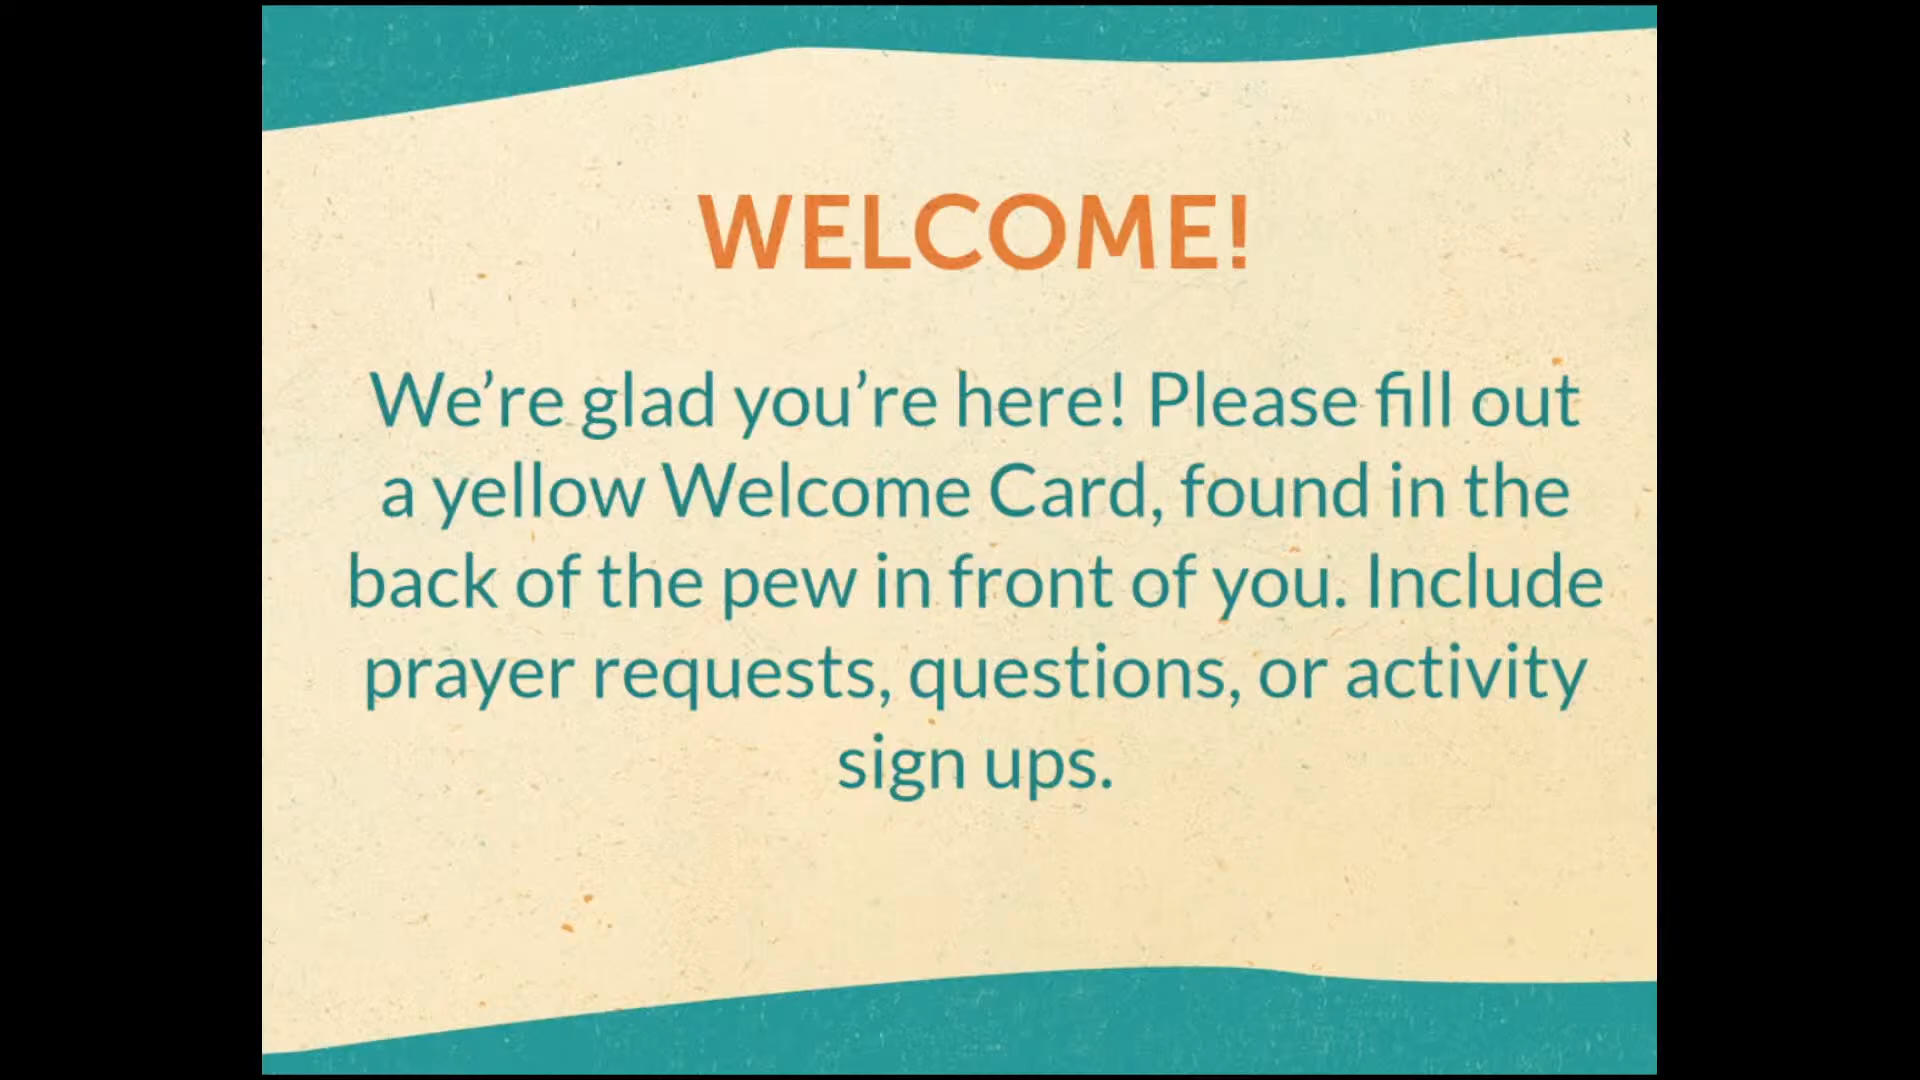 WELCOME!
We’re glad you’re here! Please fill out
a yellow Welcome Card, found in the
back of the pew in front of you. Include
prayer requests, questions, or activity
sign ups.